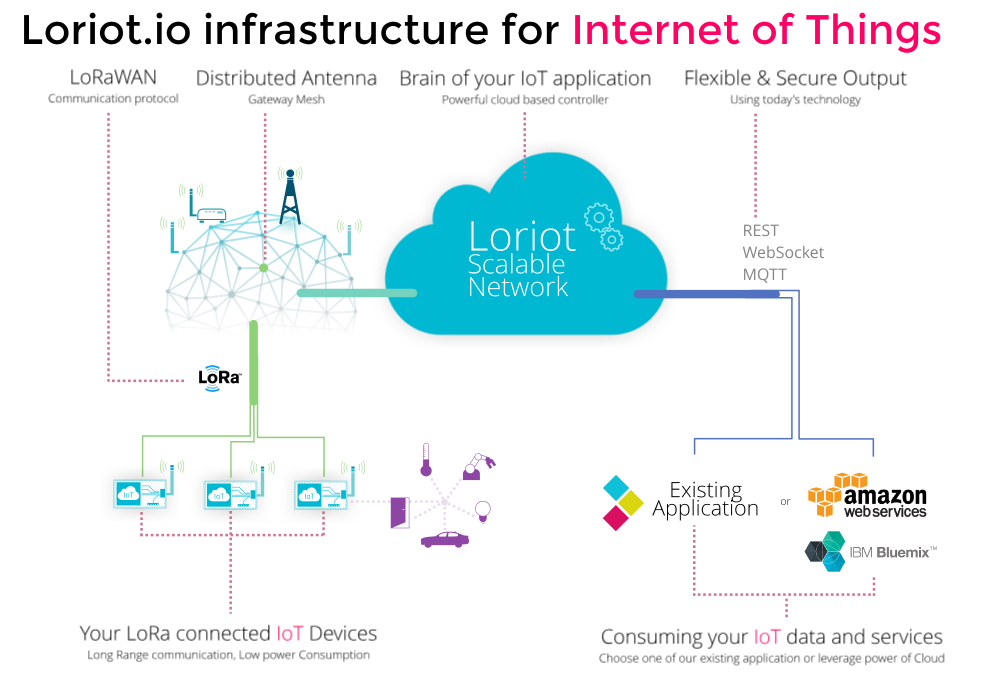 Loriot.io infrastructure for Internet of Things
LoRaWAN
Communication protocol
Distributed Antenna
Gateway Mesh
Brain of your IoT application
Powerful cloud based controller
Flexible & Secure Output
Using today's technology
Loriot
Scalable
Network
REST
WebSocket
MQTT
LoRa™
IoT
IoT
IoT
Existing
Application
or
amazon
webservices
IBM Bluemix™
Your LoRa connected IoT Devices
Long Range communication, Low power Consumption
Consuming your IoT data and services
Choose one of our existing application or leverage power of Cloud